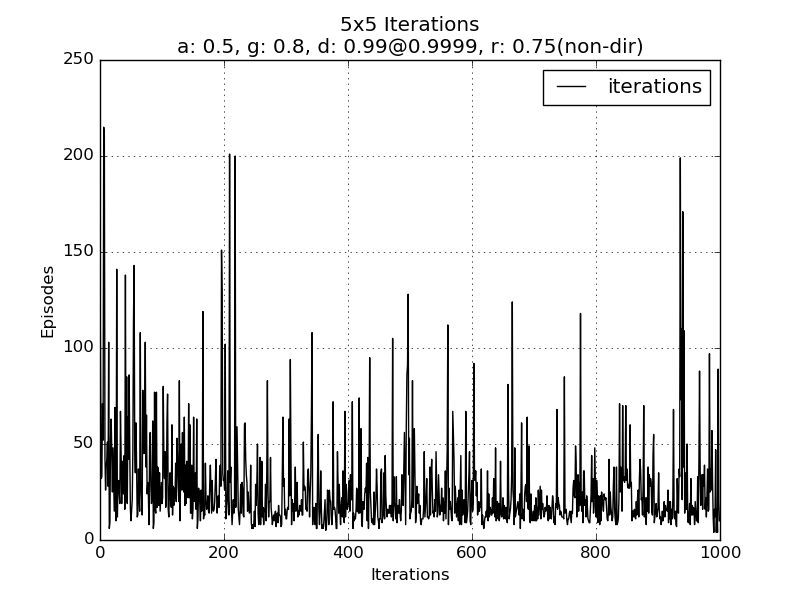 5x5 Iterations
a: 0.5, g: 0.8, d: 0.99@0.9999, r: 0.75(non-dir)
iterations
250
200
150
100
50
0
Episodes
0 200 400 600 800 1000
Iterations